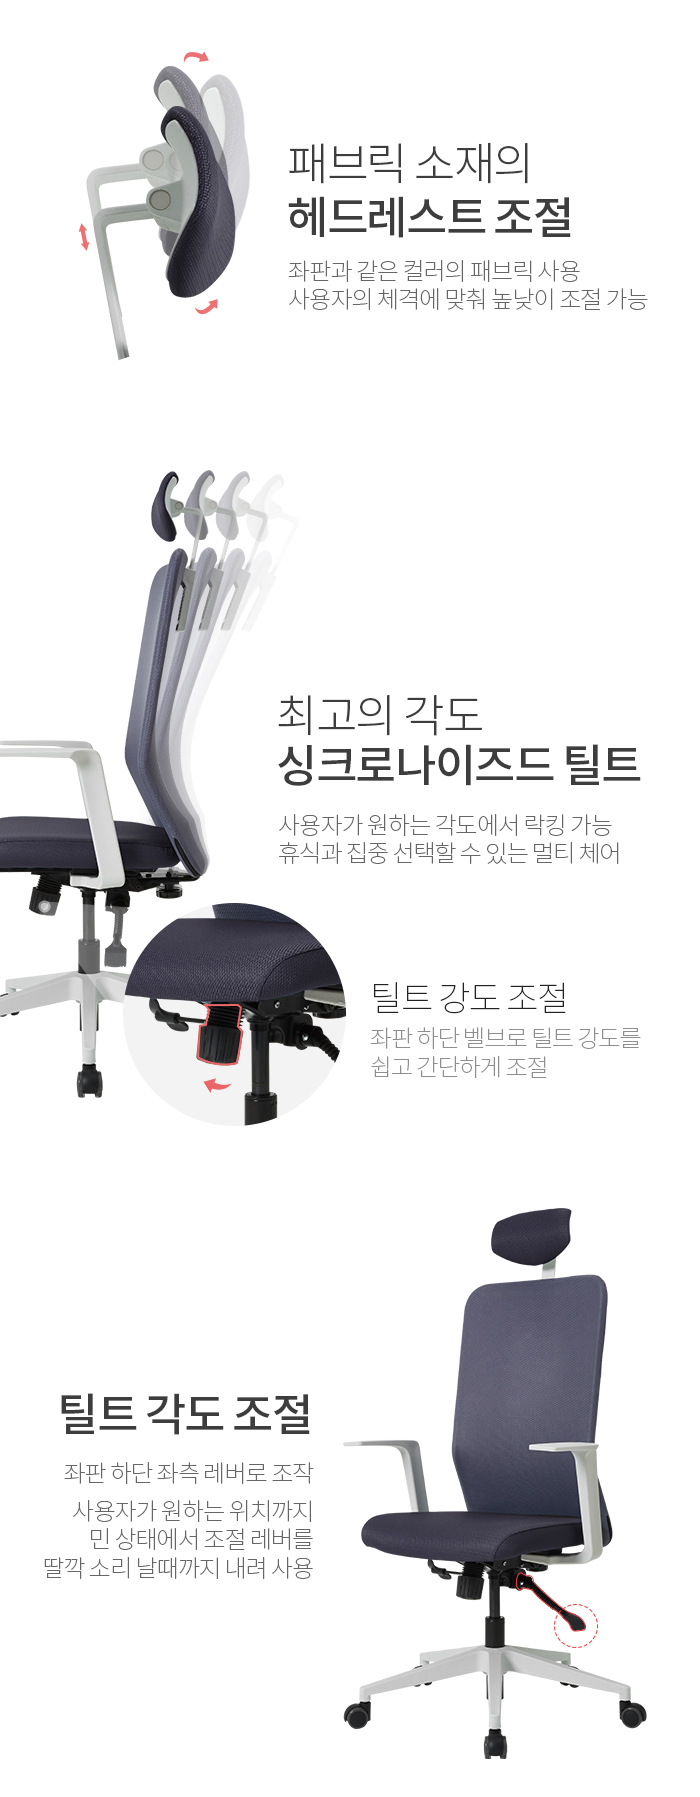 패브릭 소재의
헤드레스트 조절
좌판과 같은 컬러의 패브릭 사용
사용자의 체격에 맞춰 높낮이 조절 가능
최고의 각도
싱크로나이즈드 틸트
사용자가 원하는 각도에서 락킹 가능
휴식과 집중 선택할 수 있는 멀티 체어
틸트 강도 조절
좌판 하단 벨브로 틸트 강도를
쉽고 간단하게 조절
틸트 각도 조절
좌판 하단 좌측 레버로 조작
사용자가 원하는 위치까지
민 상태에서 조절 레버를
딸깍 소리 날때까지 내려 사용